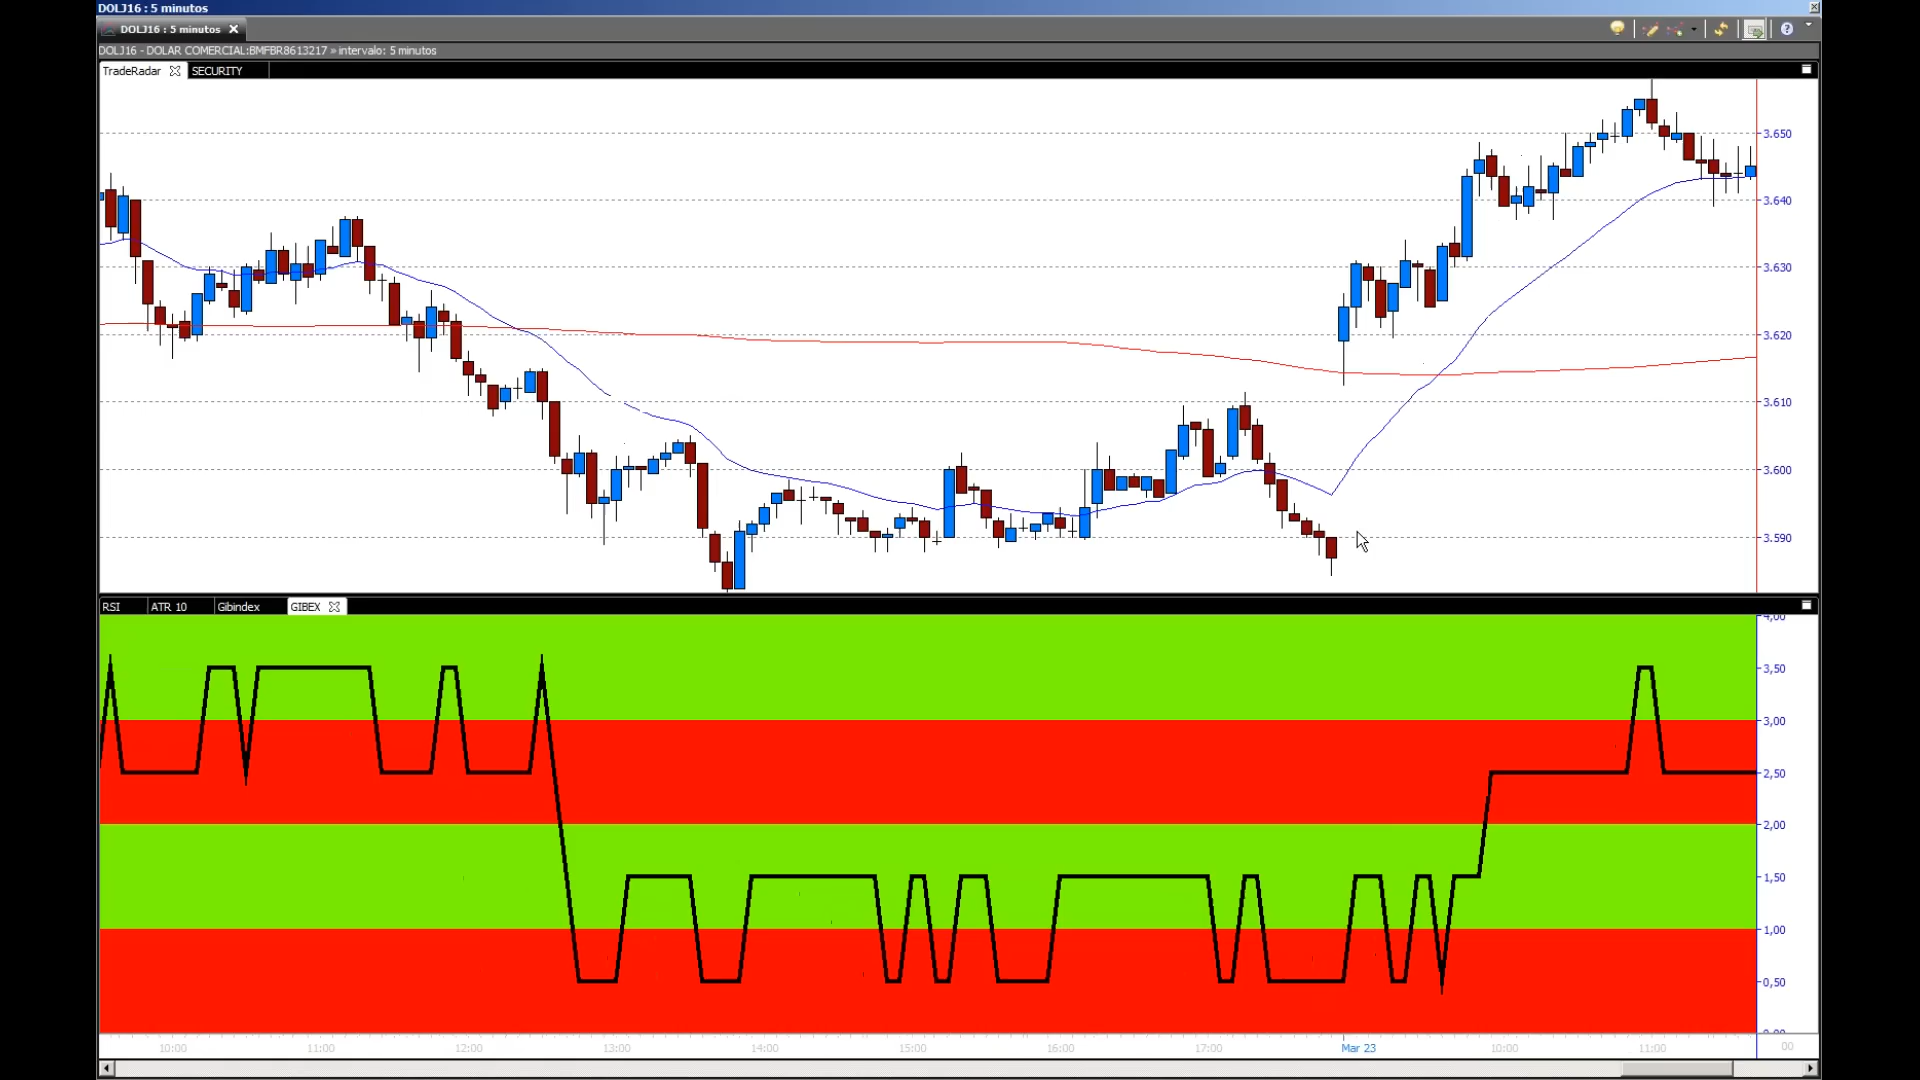 DOLJ16 : 5 minutos
DOLJ16 : 5 minutos
DOLJ16 - DOLAR COMERCIAL:BMFBR8613217 » intervalo: 5 minutos
TradeRadar SECURITY
3.650
3.640
3.630
3.620
3.610
3.600
3.590
RSI ATR 10 Gibindex GIBEX
4,00
3,50
3,00
2,50
2,00
1,50
1,00
0,50
0,00
10:00 11:00 12:00 13:00 14:00 15:00 16:00 17:00 Mar 23 10:00 11:00 00